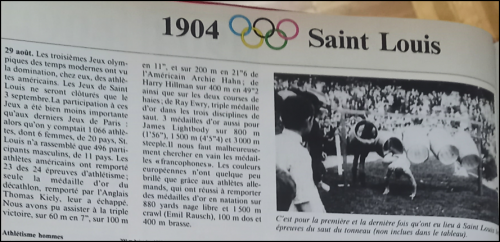 1904 Saint Louis
29 août. Les troisièmes Jeux olym-
piques des temps modernes ont vu
la domination, chez eux, des athlè-
tes américains. Les Jeux de Saint
Louis ne seront clôturés que le
3 septembre. La participation à ces
Jeux a été bien moins importante
qu'aux derniers Jeux de Paris :
alors qu'on y comptait 1 066 athlè-
tes, dont 6 femmes, de 20 pays, St.
Louis n'a rassemblé que 496 parti-
cipants masculins, de 11 pays. Les
athlètes américains ont remporté
23 des 24 épreuves d'athlétisme ;
seule la médaille d'or du
décathlon, remporté par l'Anglais
Thomas Kiely, leur a échappé.
Nous avons pu assister à la triple
victoire, sur 60 m en 7", sur 100 m
Athlétisme hommes
en 11", et sur 200 m en 21"6 de
l'Américain Archie Hahn ; de
Harry Hillman sur 400 m en 49"2
ainsi que sur les deux courses de
haies, de Ray Ewry, triple médaille
d'or dans les trois disciplines de
saut. 3 médailles d'or aussi pour
James Lightbody sur 800 m
(1'56"), 1 500 m (4'5"4) et 3 000 m
steeple. Il nous faut malheureuse-
ment chercher en vain les médail-
les «francophones». Les couleurs
européennes n'ont quelque peu
brillé que grâce aux athlètes alle-
mands, qui ont réussi à remporter
des médailles d'or en natation sur
880 yards nage libre et 1 500 m
crawl (Emil Rausch), 100 m dos et
400 m brasse.
C'est pour la première et la dernière fois qu'ont eu lieu à Saint Louis
épreuves du saut du tonneau (non incluses dans le tableau).